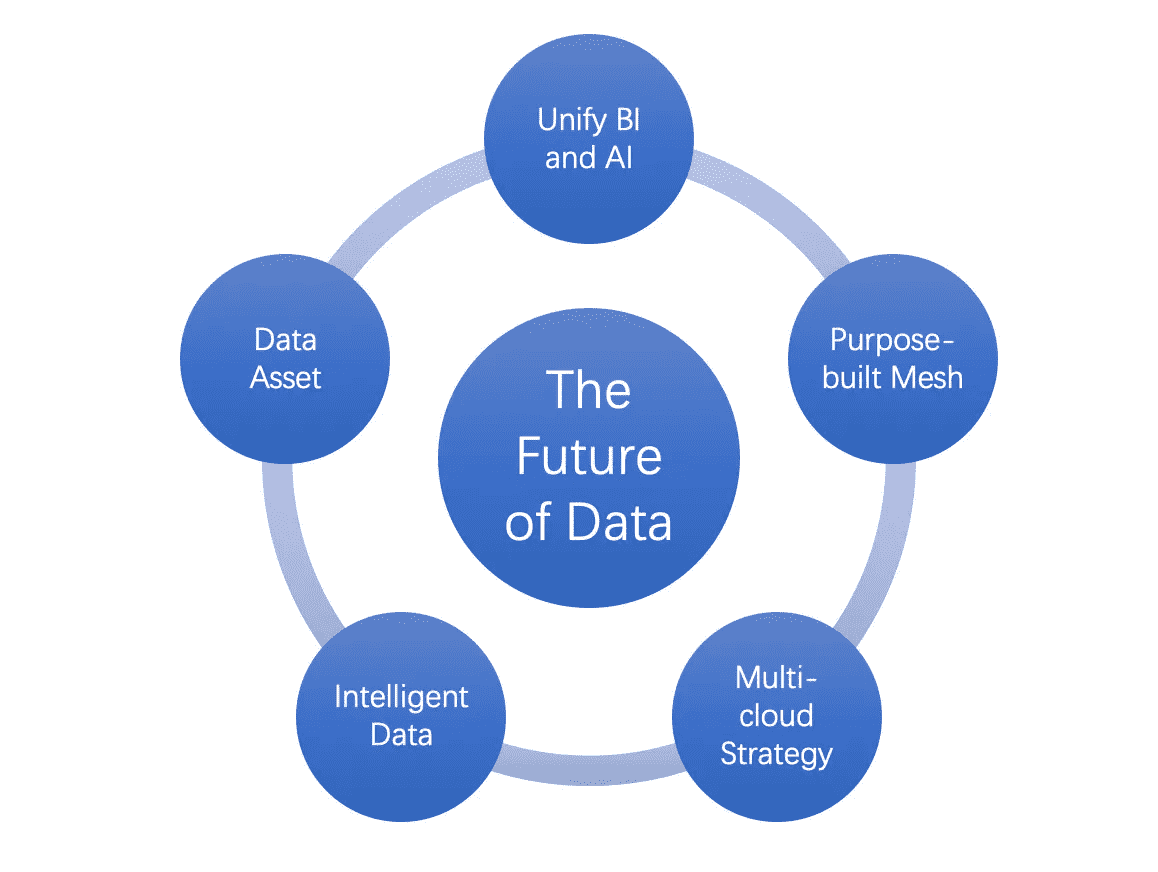 Unify BI
and AI
Data
Asset
Purpose-
built Mesh
The
Future
of Data
Intelligent
Data
Multi-
cloud
Strategy